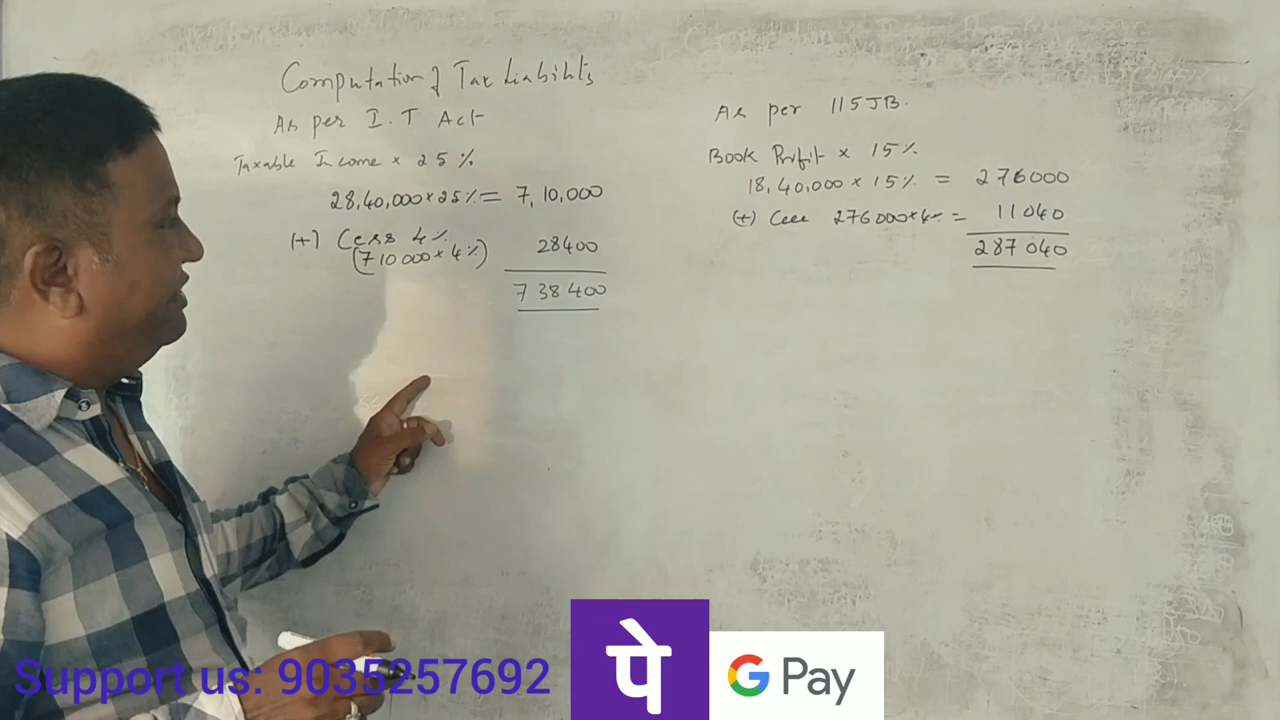 Computation of Tax Liability
As per I.T Act
Taxable Income × 25%
28,40,000 × 25% = 7,10,000
(+) Cess 4% 28400
(710000 × 4%)
738400
As per 115JB.
Book Profit × 15%
18,40,000 × 15% = 276000
(+) Cess 276000 × 4% = 11040
287040
Support us: 9035257692
पे
G Pay